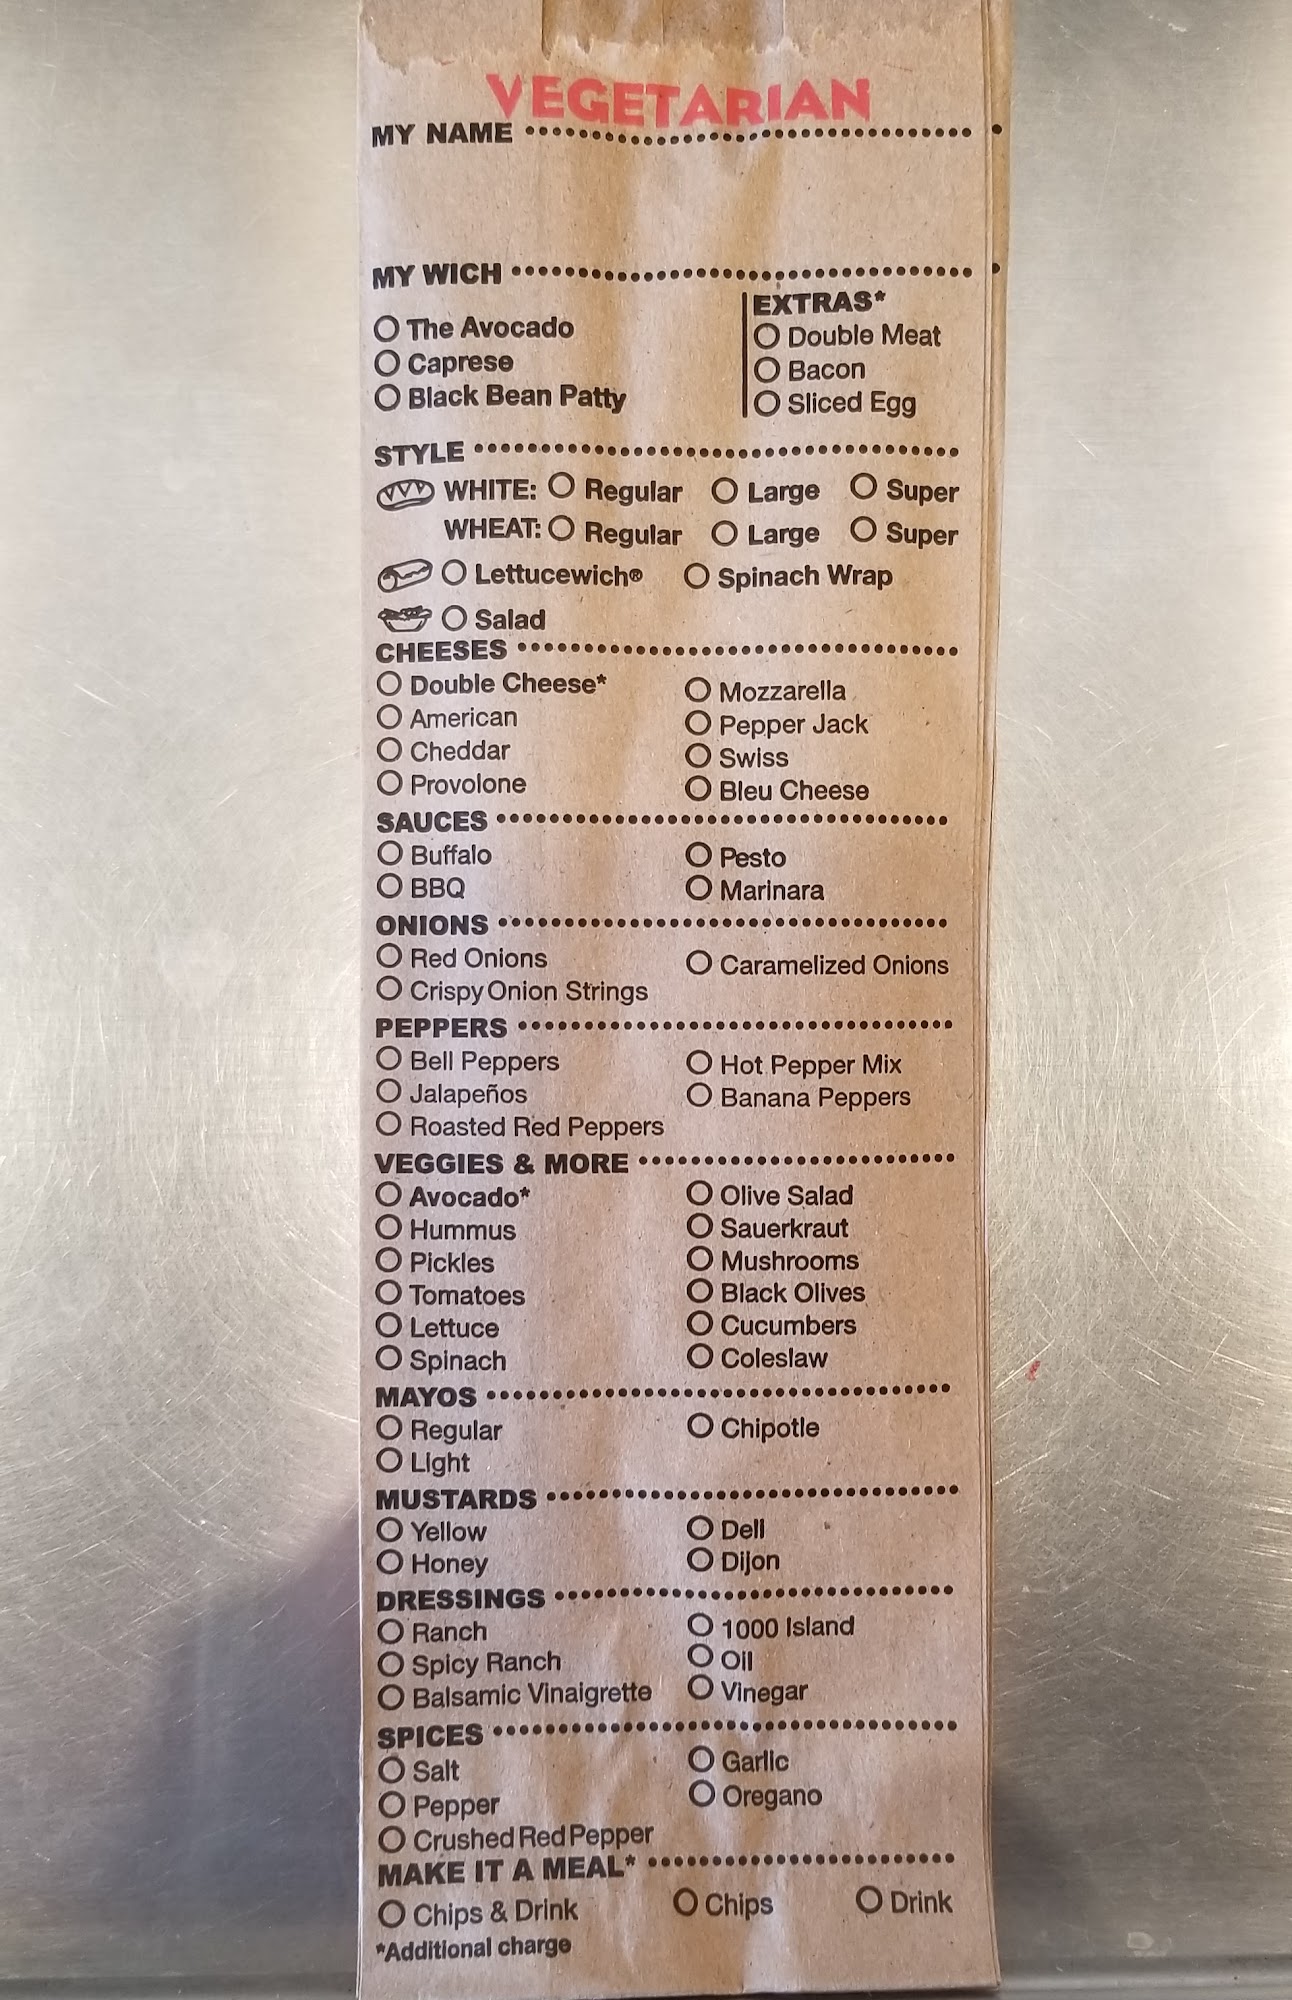 VEGETARIAN
MY NAME
MY WICH
The Avocado
Caprese
Black Bean Patty
EXTRAS*
Double Meat
Bacon
Sliced Egg
STYLE
WHITE: Regular Large Super
WHEAT: Regular Large Super
Lettucewich® Spinach Wrap
Salad
CHEESES
Double Cheese*
American
Cheddar
Provolone
Mozzarella
Pepper Jack
Swiss
Bleu Cheese
SAUCES
Buffalo
BBQ
Pesto
Marinara
ONIONS
Red Onions
Crispy Onion Strings
Caramelized Onions
PEPPERS
Bell Peppers
Jalapeños
Roasted Red Peppers
Hot Pepper Mix
Banana Peppers
VEGGIES & MORE
Avocado*
Hummus
Pickles
Tomatoes
Lettuce
Spinach
Olive Salad
Sauerkraut
Mushrooms
Black Olives
Cucumbers
Coleslaw
MAYOS
Regular
Light
Chipotle
MUSTARDS
Yellow
Honey
Deli
Dijon
DRESSINGS
Ranch
Spicy Ranch
Balsamic Vinaigrette
1000 Island
Oil
Vinegar
SPICES
Salt
Pepper
Crushed Red Pepper
Garlic
Oregano
MAKE IT A MEAL*
Chips & Drink Chips Drink
*Additional charge